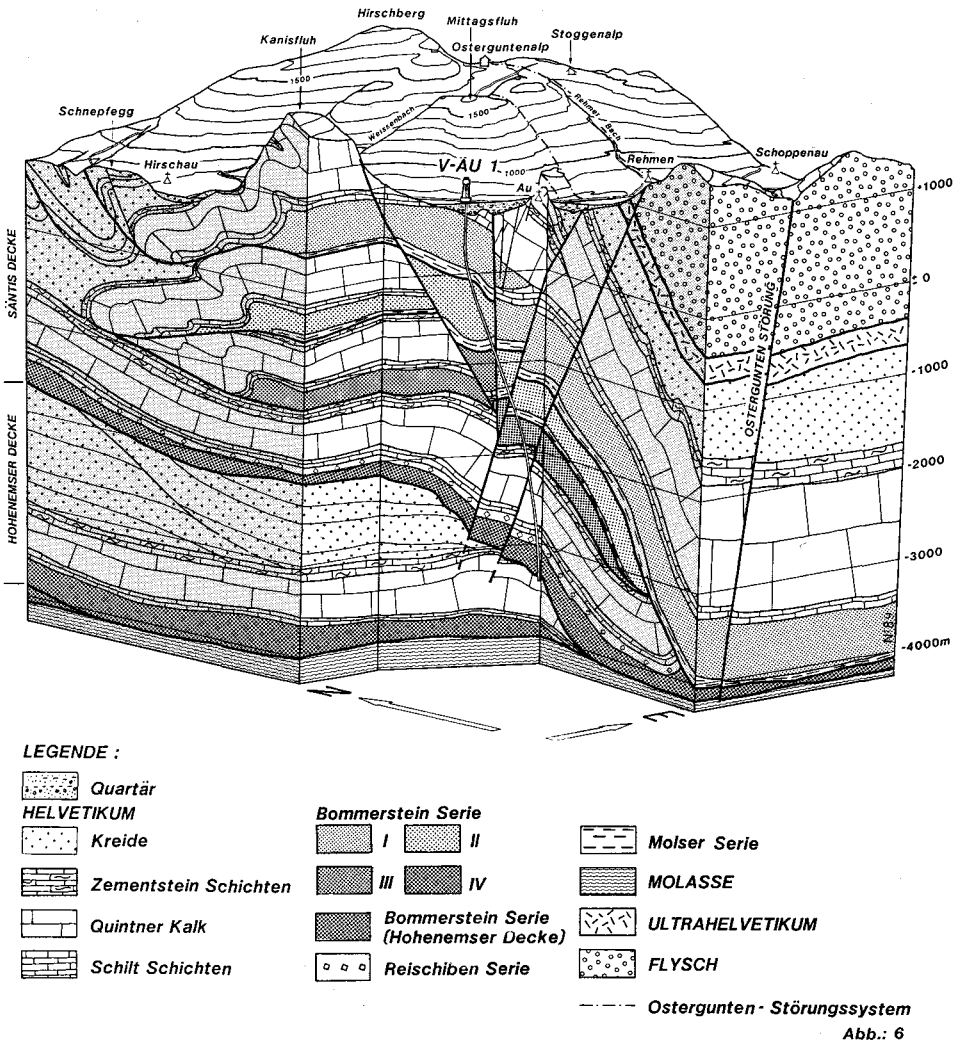 Hirschberg
Mittagsfluh
Kanisfluh
Osterguntenalp
Stoggenalp
1500
Schnepfegg
Weissenbach
1500
Rehmer Bach
Hirschau
V-AU 1
1000
Au
Rehmen
Schoppenau
+1000
± 0
-1000
-2000
-3000
-4000m
SÄNTIS DECKE
HOHENEMSER DECKE
OSTERGUNTEN STÖRUNG
N
E
LEGENDE :
Quartär
HELVETIKUM
Kreide
Zementstein Schichten
Quintner Kalk
Schilt Schichten
Bommerstein Serie
I II
III IV
Bommerstein Serie
(Hohenemser Decke)
Reischiben Serie
Molser Serie
MOLASSE
ULTRAHELVETIKUM
FLYSCH
Ostergunten - Störungssystem
Abb.: 6